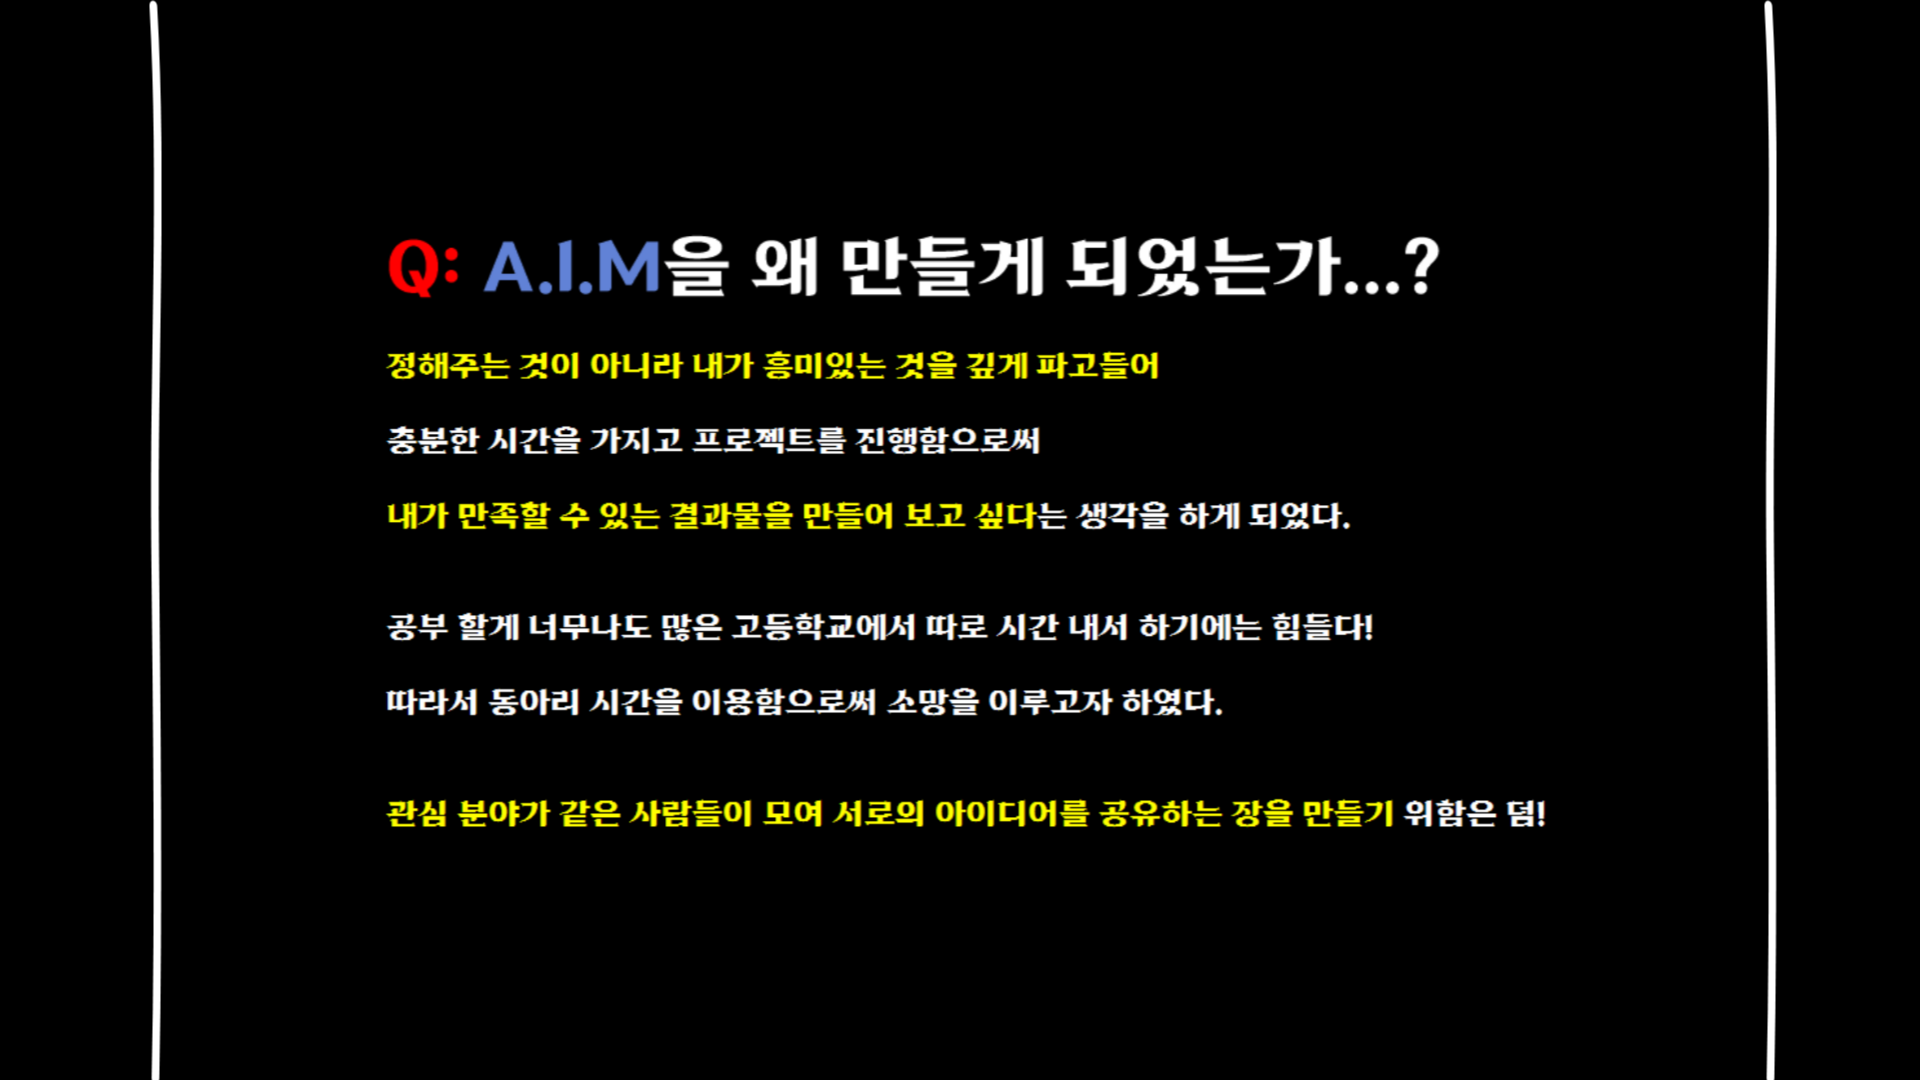 Q: A.I.M을 왜 만들게 되었는가...?
정해주는 것이 아니라 내가 흥미있는 것을 깊게 파고들어
충분한 시간을 가지고 프로젝트를 진행함으로써
내가 만족할 수 있는 결과물을 만들어 보고 싶다는 생각을 하게 되었다.
공부 할게 너무나도 많은 고등학교에서 따로 시간 내서 하기에는 힘들다!
따라서 동아리 시간을 이용함으로써 소망을 이루고자 하였다.
관심 분야가 같은 사람들이 모여 서로의 아이디어를 공유하는 장을 만들기 위함은 덤!